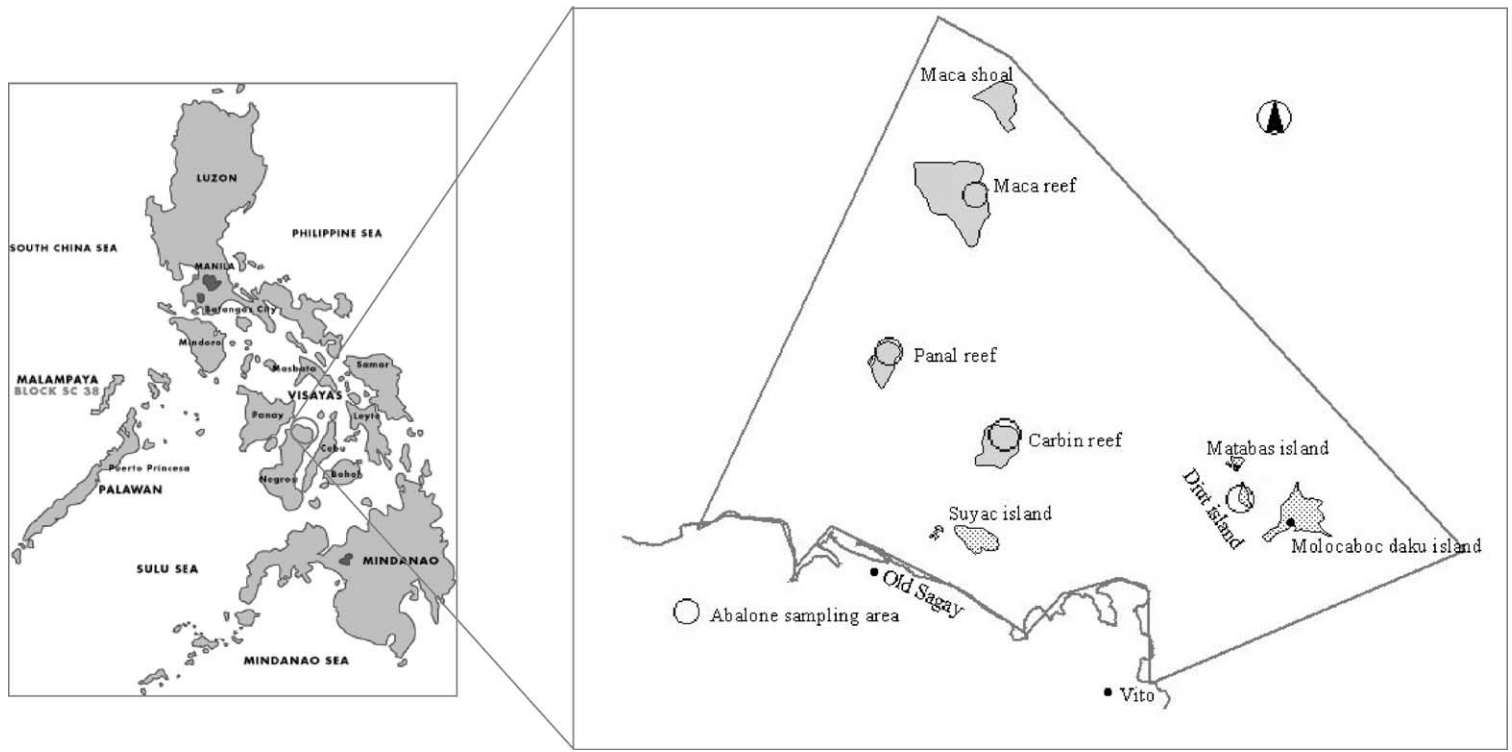 LUZON
PHILIPPINE SEA
SOUTH CHINA SEA
MANILA
Batangas City
Mindoro
Masbate
Samar
MALAMPAYA
BLOCK SC 38
VISAYAS
Panay
Leyte
Cebu
Puerto Princesa
Bohol
Negros
PALAWAN
MINDANAO
SULU SEA
MINDANAO SEA
Maca shoal
Maca reef
Panal reef
Carbin reef
Matabas island
Diut island
Suyac island
Molocaboc daku island
Old Sagay
Abalone sampling area
Vito